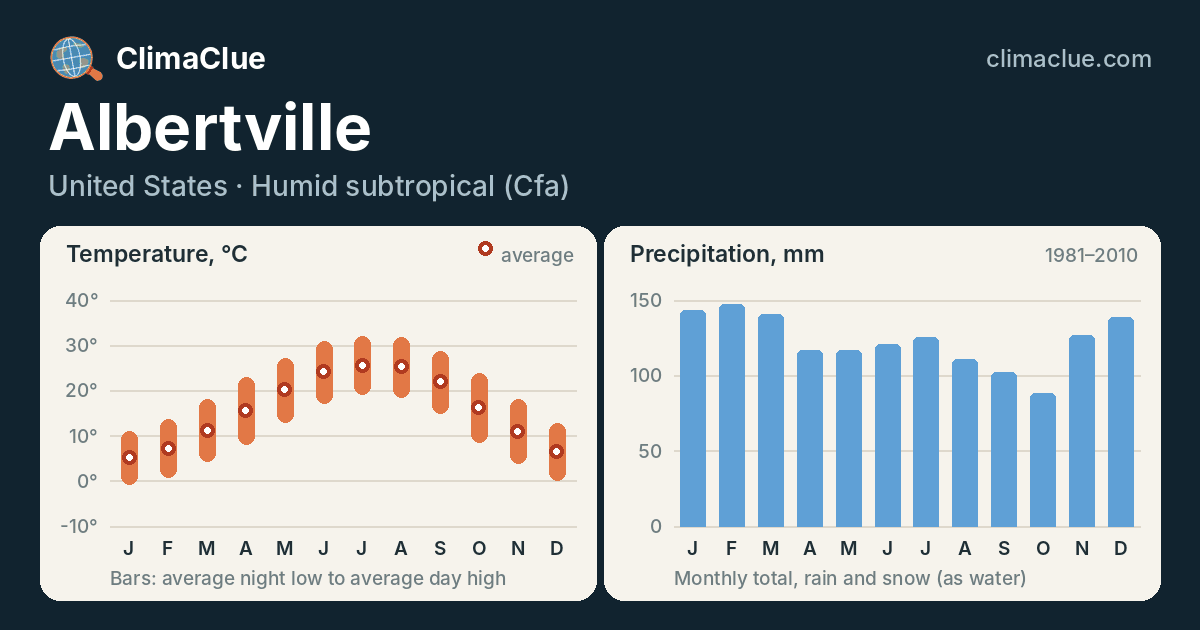 ClimaClue
climaclue.com
Albertville
United States · Humid subtropical (Cfa)
Temperature, °C
average
40°
30°
20°
10°
0°
-10°
J F M A M J J A S O N D
Bars: average night low to average day high
Precipitation, mm
1981–2010
150
100
50
0
J F M A M J J A S O N D
Monthly total, rain and snow (as water)